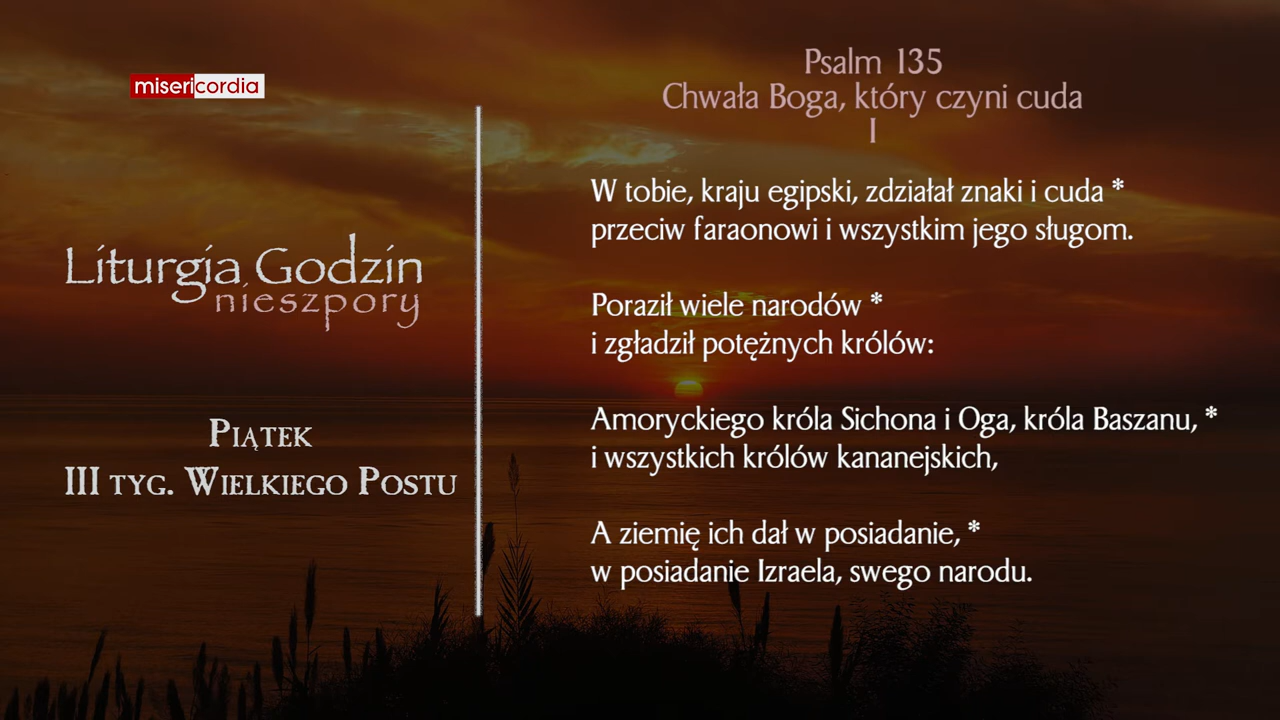 misericordia
Liturgia Godzin
nieszpory
Piątek
III tyg. Wielkiego Postu
Psalm 135
Chwała Boga, który czyni cuda
I
W tobie, kraju egipski, zdziałał znaki i cuda *
przeciw faraonowi i wszystkim jego sługom.
Poraził wiele narodów *
i zgładził potężnych królów:
Amoryckiego króla Sichona i Oga, króla Baszanu, *
i wszystkich królów kananejskich,
A ziemię ich dał w posiadanie, *
w posiadanie Izraela, swego narodu.